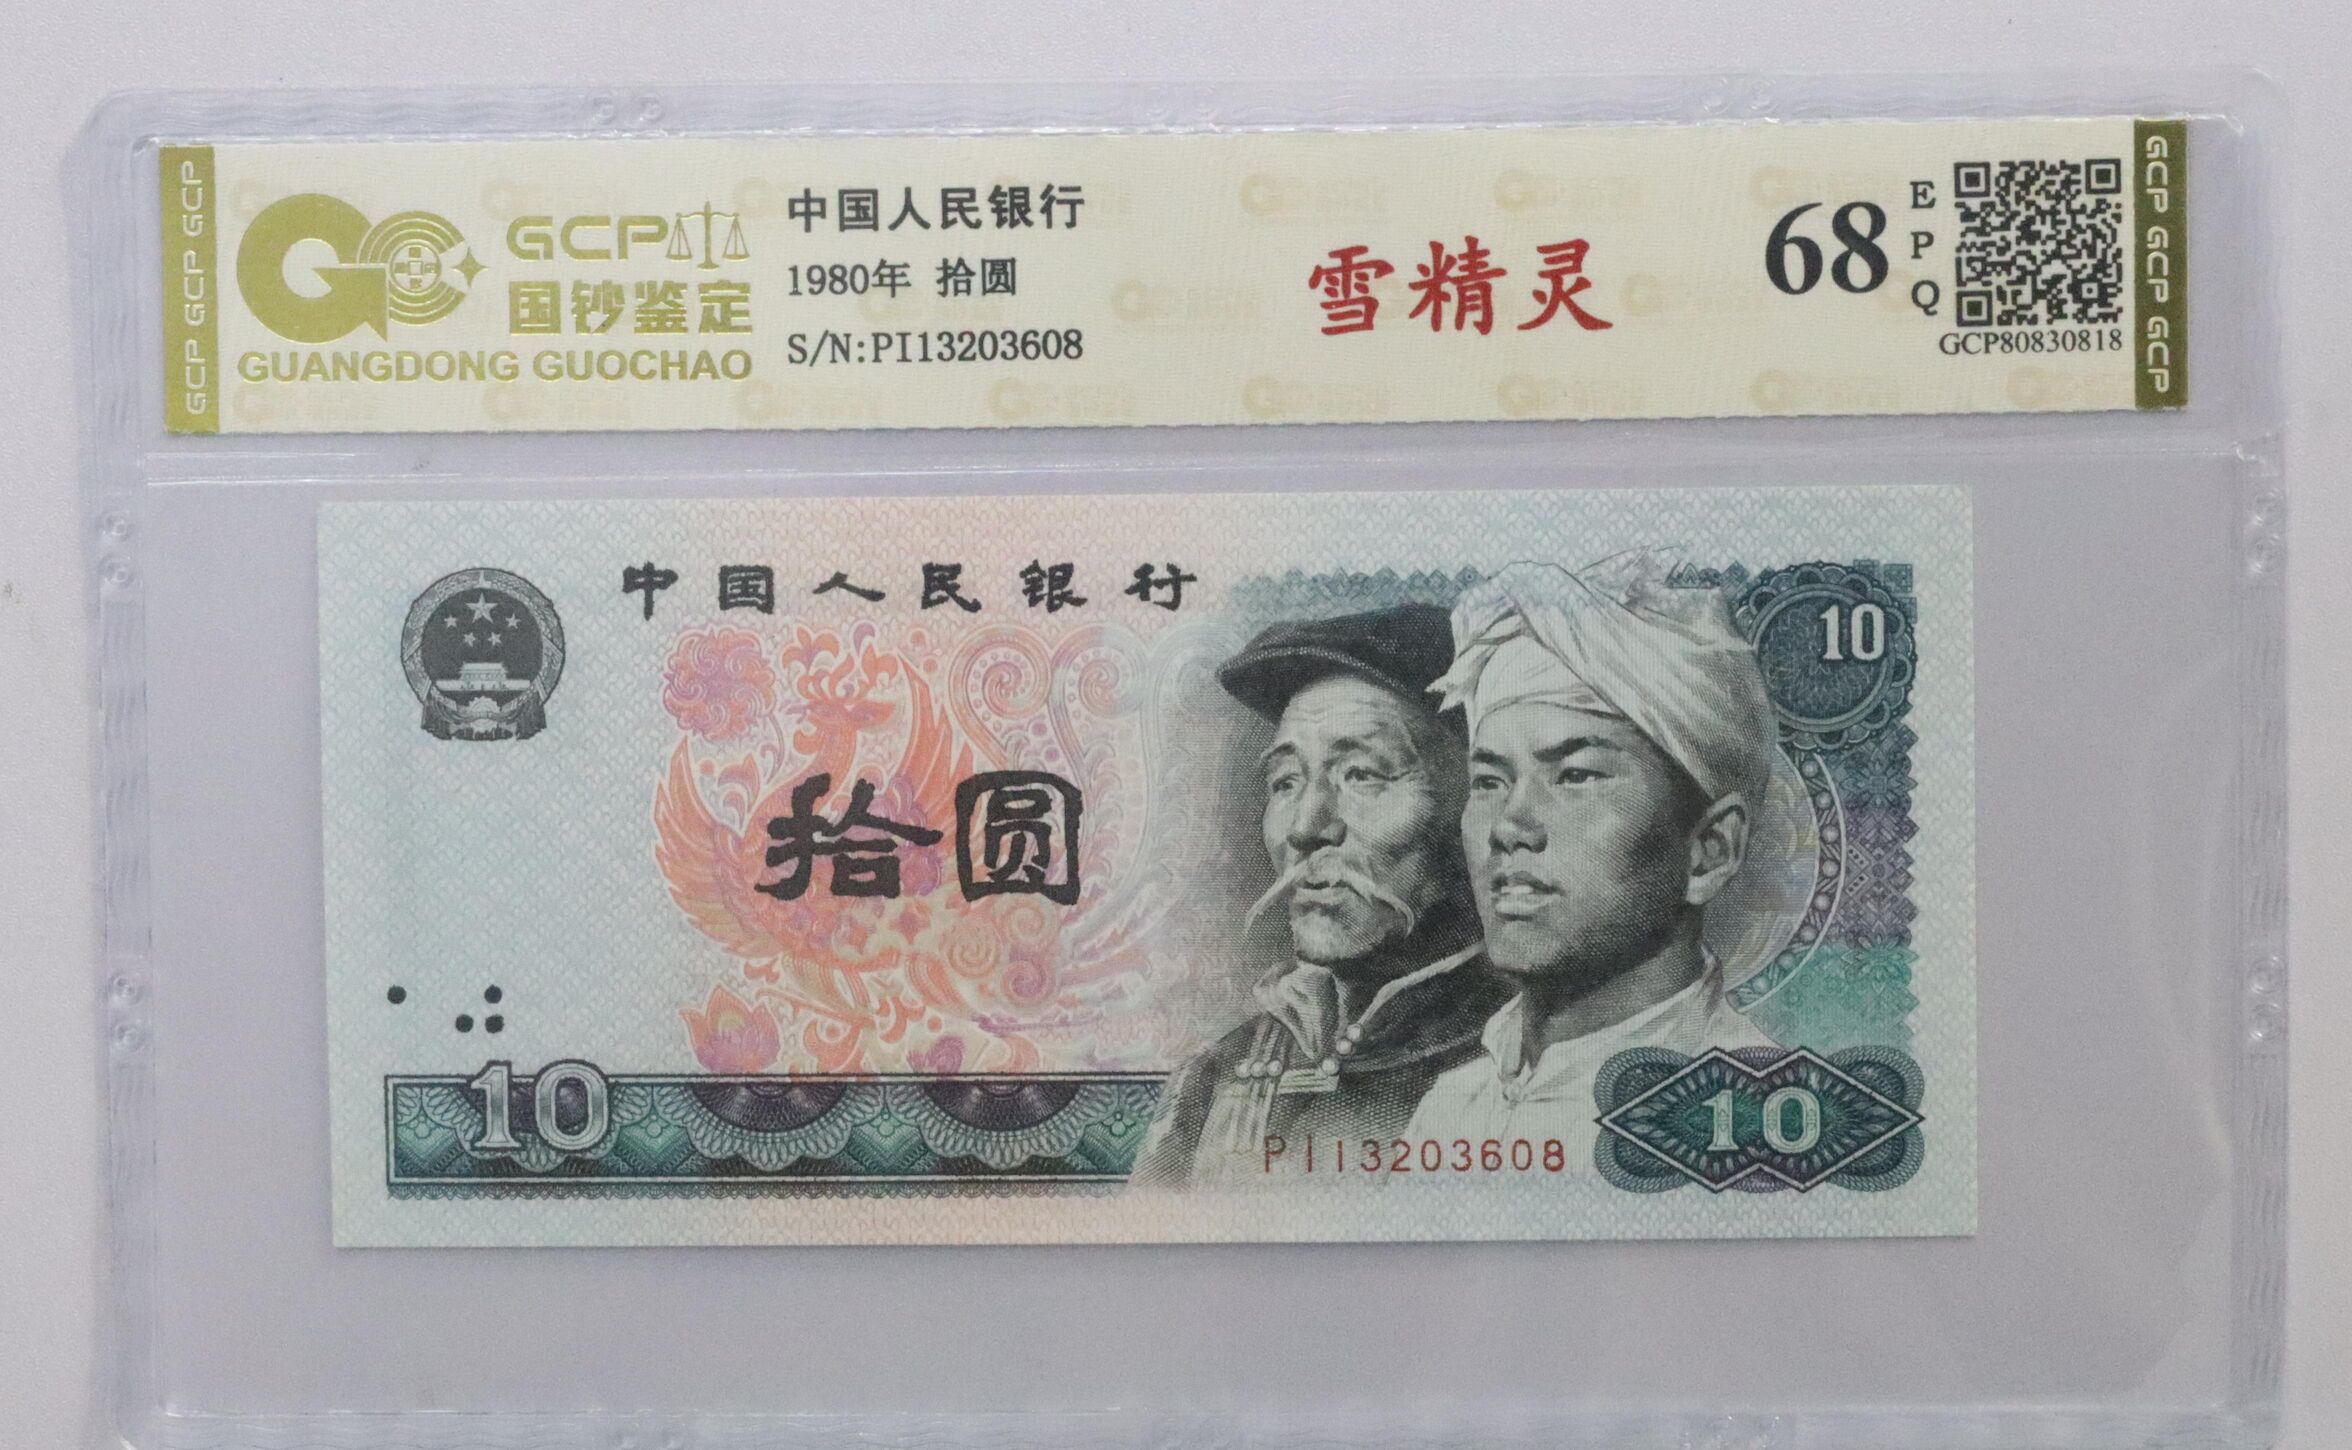 GCP GCP GCP
GCP
国钞鉴定
GUANGDONG GUOCHAO
中国人民银行
1980年 拾圆
S/N:PI13203608
雪精灵
68
EPQ
GCP80830818
GCP GCP GCP
中国人民银行
10
拾圆
10
PI13203608
10